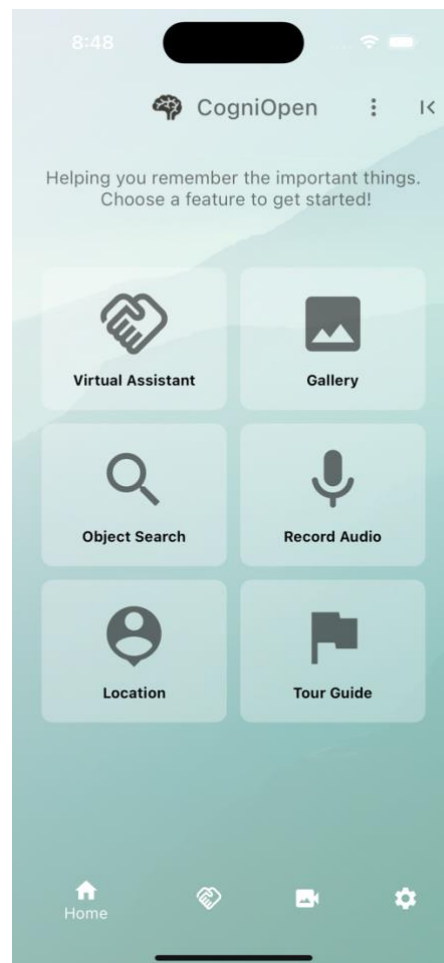 8:48
CogniOpen
Helping you remember the important things.
Choose a feature to get started!
Virtual Assistant
Gallery
Object Search
Record Audio
Location
Tour Guide
Home